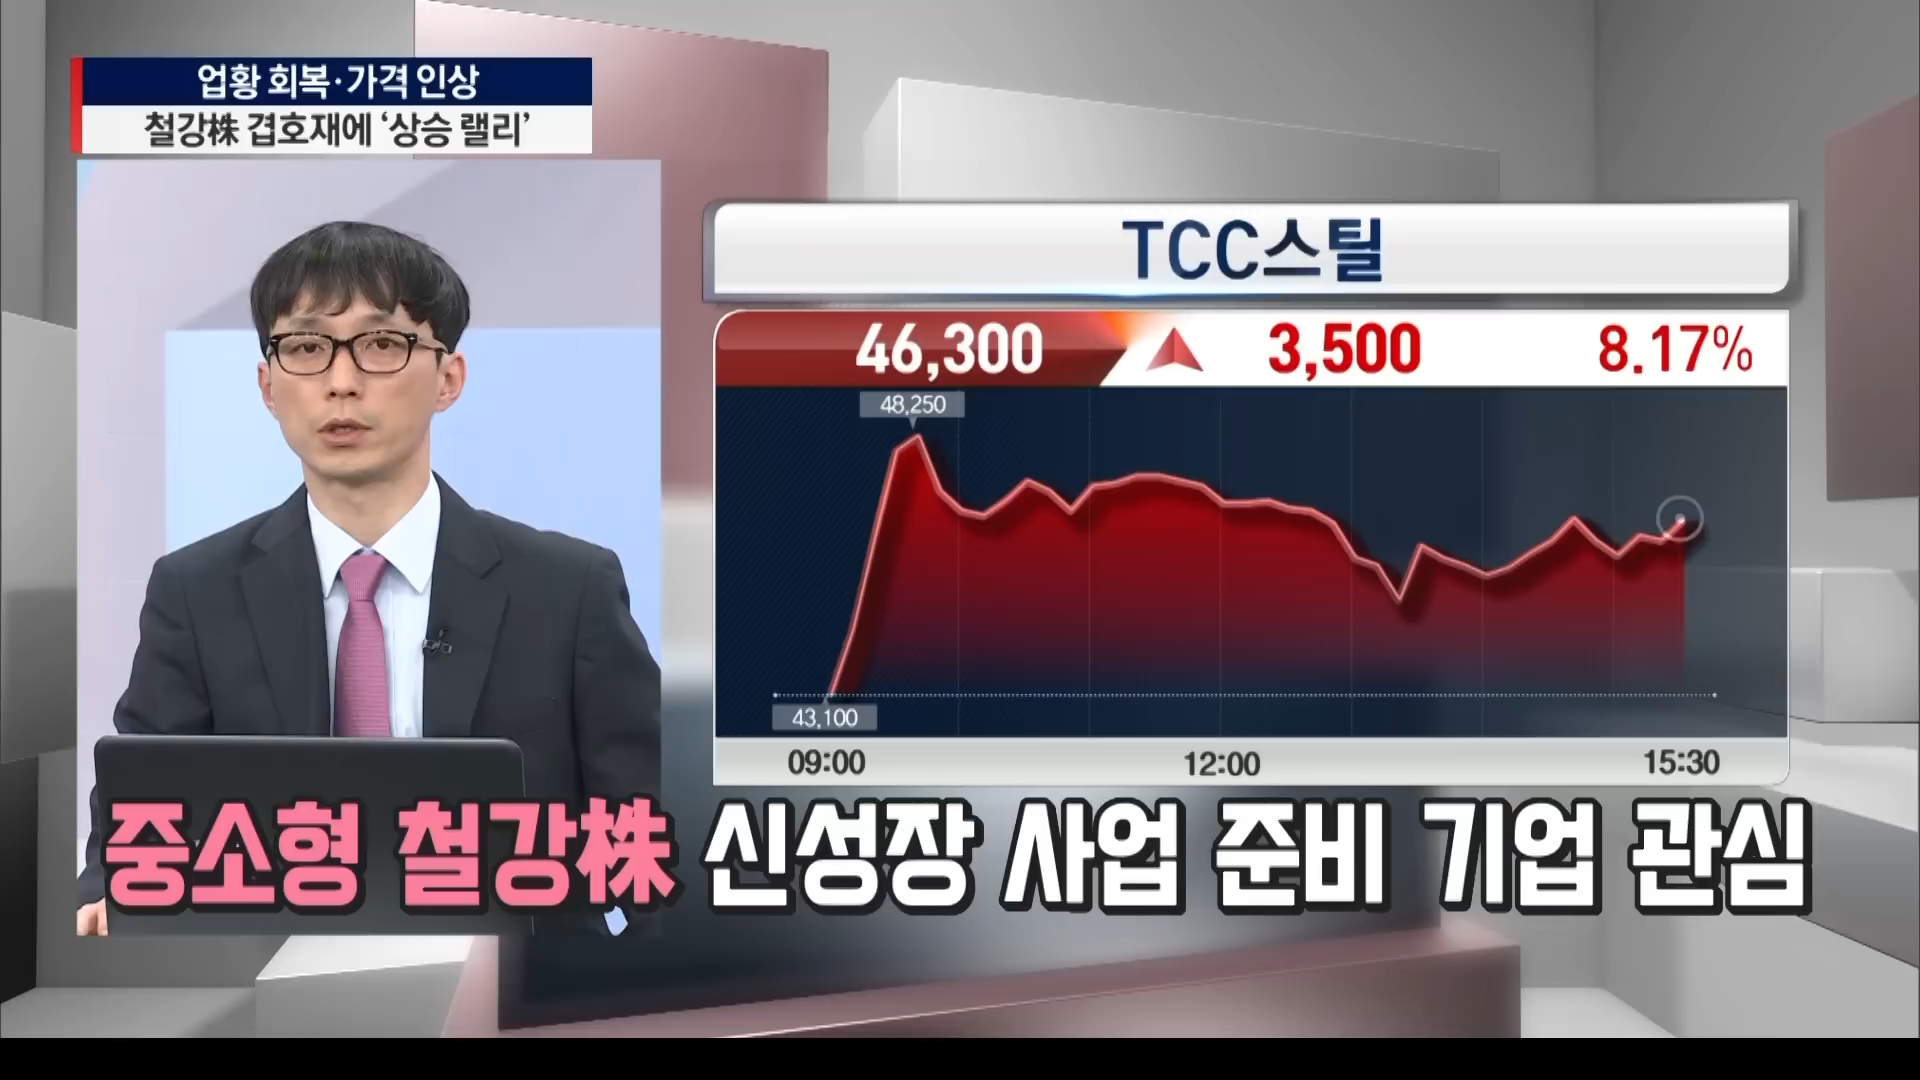 업황 회복·가격 인상
철강株 겹호재에 ‘상승 랠리’
TCC스틸
46,300 ▲ 3,500 8.17%
48,250
43,100
09:00 12:00 15:30
중소형 철강株 신성장 사업 준비 기업 관심